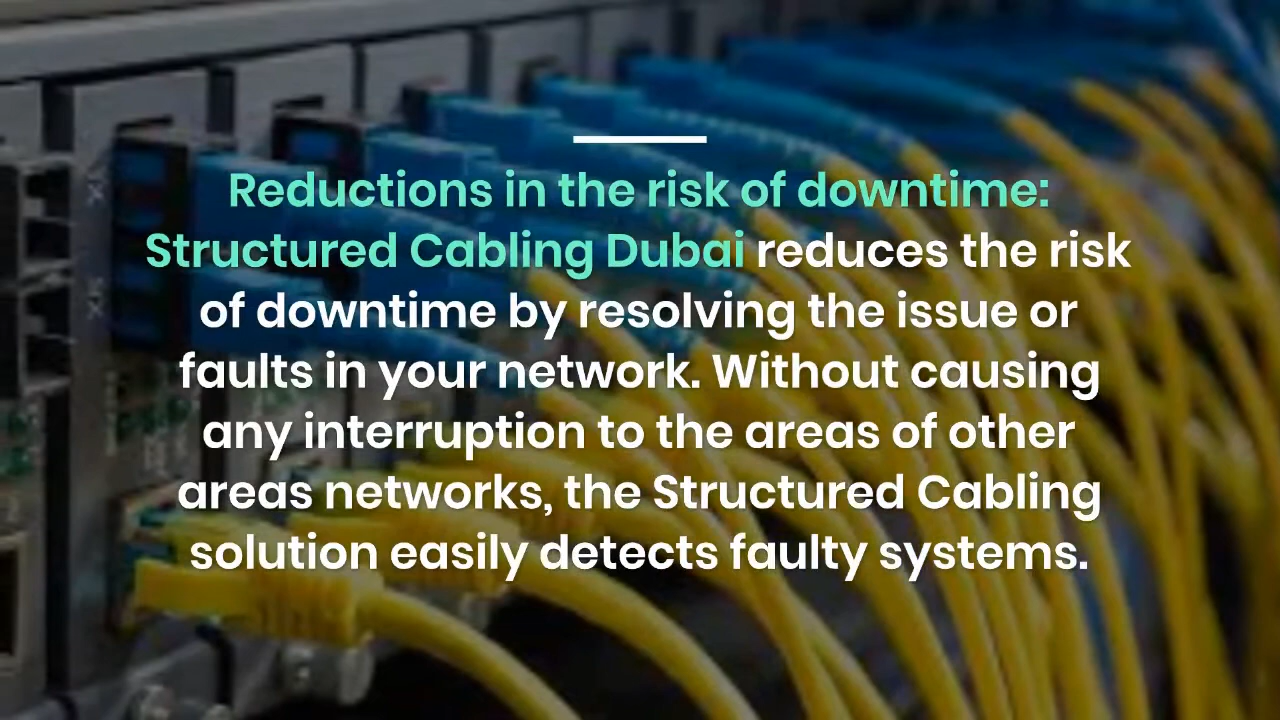 Reductions in the risk of downtime:
Structured Cabling Dubai reduces the risk
of downtime by resolving the issue or
faults in your network. Without causing
any interruption to the areas of other
areas networks, the Structured Cabling
solution easily detects faulty systems.